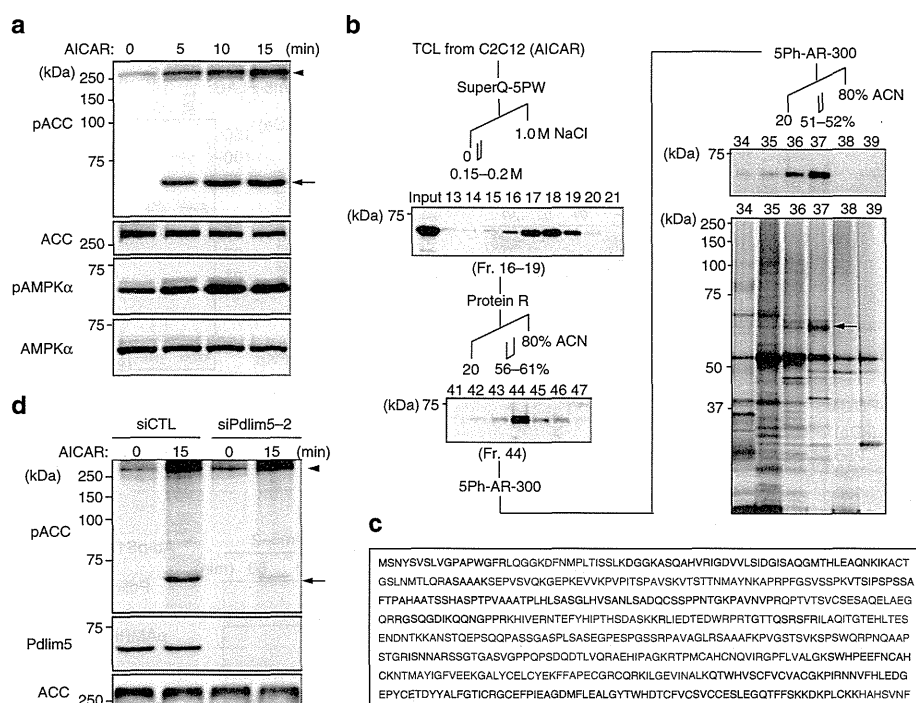 a
AICAR: 0 5 10 15 (min)
(kDa)
250
150
pACC 100
75
ACC
250
75
pAMPKα
75
AMPKα
b
TCL from C2C12 (AICAR)
SuperQ-5PW
1.0 M NaCl
0
0.15–0.2 M
Input 13 14 15 16 17 18 19 20 21
(kDa) 75
(Fr. 16–19)
Protein R
80% ACN
20
56–61%
41 42 43 44 45 46 47
(kDa) 75
(Fr. 44)
5Ph-AR-300
5Ph-AR-300
80% ACN
20
51–52%
34 35 36 37 38 39
(kDa) 75
34 35 36 37 38 39
(kDa) 250
150
100
75
50
37
d
siCTL siPdlim5–2
AICAR: 0 15 0 15 (min)
(kDa)
250
150
100
pACC
75
75
Pdlim5
ACC
250
c
MSNYSVSLVGPAPWGFRLQGGKDFNMPLTISSLKDGGKASQAHVRIGDVVLSIDGISAQGMTHLEAQNKIKACT
GSLNMTLQRASAAAKSEPVSVQKGEPKEVVKPVPITSPAVSKVTSTTNMAYNKAPRPFGSVSSPKVTSIPSPSSA
FTPAHAATSSHASPTPVAAATPLHLSASGLHVSANLSADQCSSPPNTGKPAVNVPRQPTVTSVCSESAQELAEG
QRRGSQGDIKQQNGPPRKHIVERNTEFYHIPTHSDASKKRLIEDTEDWRPRTGTTQSRSFRILAQITGTEHLTES
ENDNTKKANSTQEPSQQPASSGASPLSASEGPESPGSSRPAVAGLRSAAAFKPVGSTSVKSPSWQRPNQAAP
STGRISNNARSSGTGASVGPPQPSDQDTLVQRAEHIPAGKRTPMCAHCNQVIRGPFLVALGKSWHPEEFNCAH
CKNTMAYIGFVEEKGALYCELCYEKFFAPECGRCQRKILGEVINALKQTWHVSCFVCVACGKPIRNNVFHLEDG
EPYCETDYYALFGTICRGCEFPIEAGDMFLEALGYTWHDTCFVCSVCCESLEGQTFFSKKDKPLCKKHAHSVNF